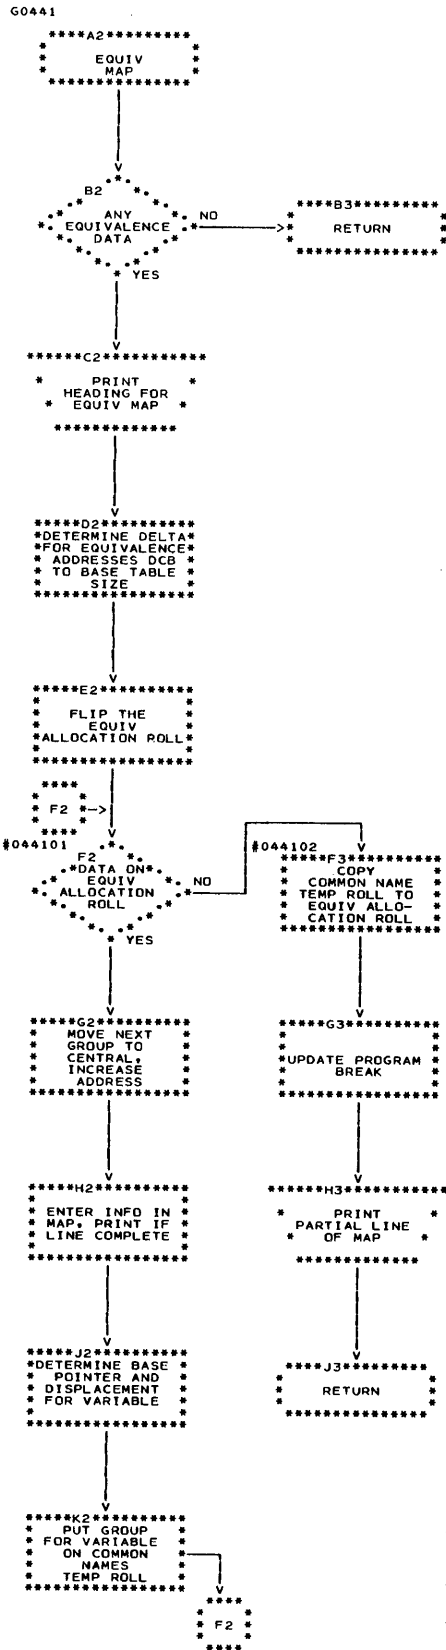 G0441
A2
EQUIV
MAP
B2
ANY
EQUIVALENCE
DATA
NO
YES
B3
RETURN
C2
PRINT
HEADING FOR
EQUIV MAP
D2
DETERMINE DELTA
FOR EQUIVALENCE
ADDRESSES DCB
TO BASE TABLE
SIZE
E2
FLIP THE
EQUIV
ALLOCATION ROLL
F2
#044101
F2
DATA ON
EQUIV
ALLOCATION
ROLL
NO
YES
#044102
F3
COPY
COMMON NAME
TEMP ROLL TO
EQUIV ALLO-
CATION ROLL
G2
MOVE NEXT
GROUP TO
CENTRAL,
INCREASE
ADDRESS
G3
UPDATE PROGRAM
BREAK
H2
ENTER INFO IN
MAP, PRINT IF
LINE COMPLETE
H3
PRINT
PARTIAL LINE
OF MAP
J2
DETERMINE BASE
POINTER AND
DISPLACEMENT
FOR VARIABLE
J3
RETURN
K2
PUT GROUP
FOR VARIABLE
ON COMMON
NAMES
TEMP ROLL
F2